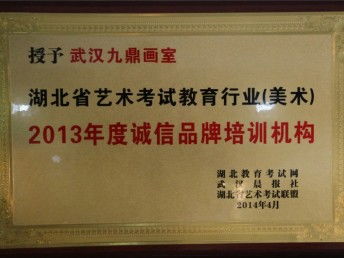 授予 武汉九鼎画室
湖北省艺术考试教育行业(美术)
2013年度诚信品牌培训机构
湖北教育考试网
武汉晨报社
湖北省艺术考试联盟
2014年4月